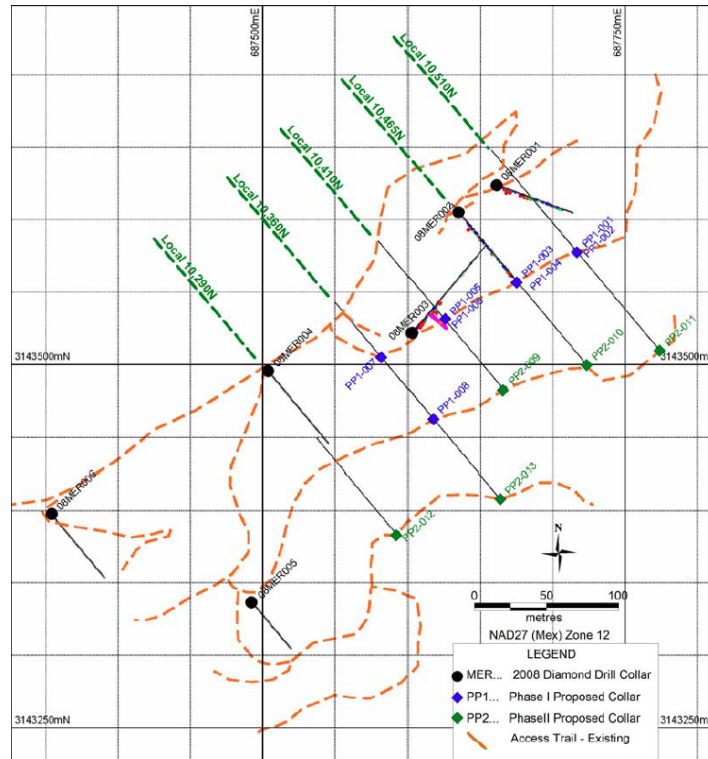 687500mE
687750mE
Local 10,510N
Local 10,465N
Local 10,410N
Local 10,360N
Local 10,290N
08MER001
08MER002
PP1-001
PP1-002
PP1-003
PP1-004
PP1-005
PP1-006
08MER003
08MER004
PP1-007
PP2-011
PP2-010
3143500mN
3143500mN
PP2-009
PP1-008
08MER006
PP2-013
PP2-012
N
08MER005
0 50 100
metres
NAD27 (Mex) Zone 12
LEGEND
MER... 2008 Diamond Drill Collar
PP1... Phase I Proposed Collar
PP2... PhaseII Proposed Collar
Access Trail - Existing
3143250mN
3143250mN